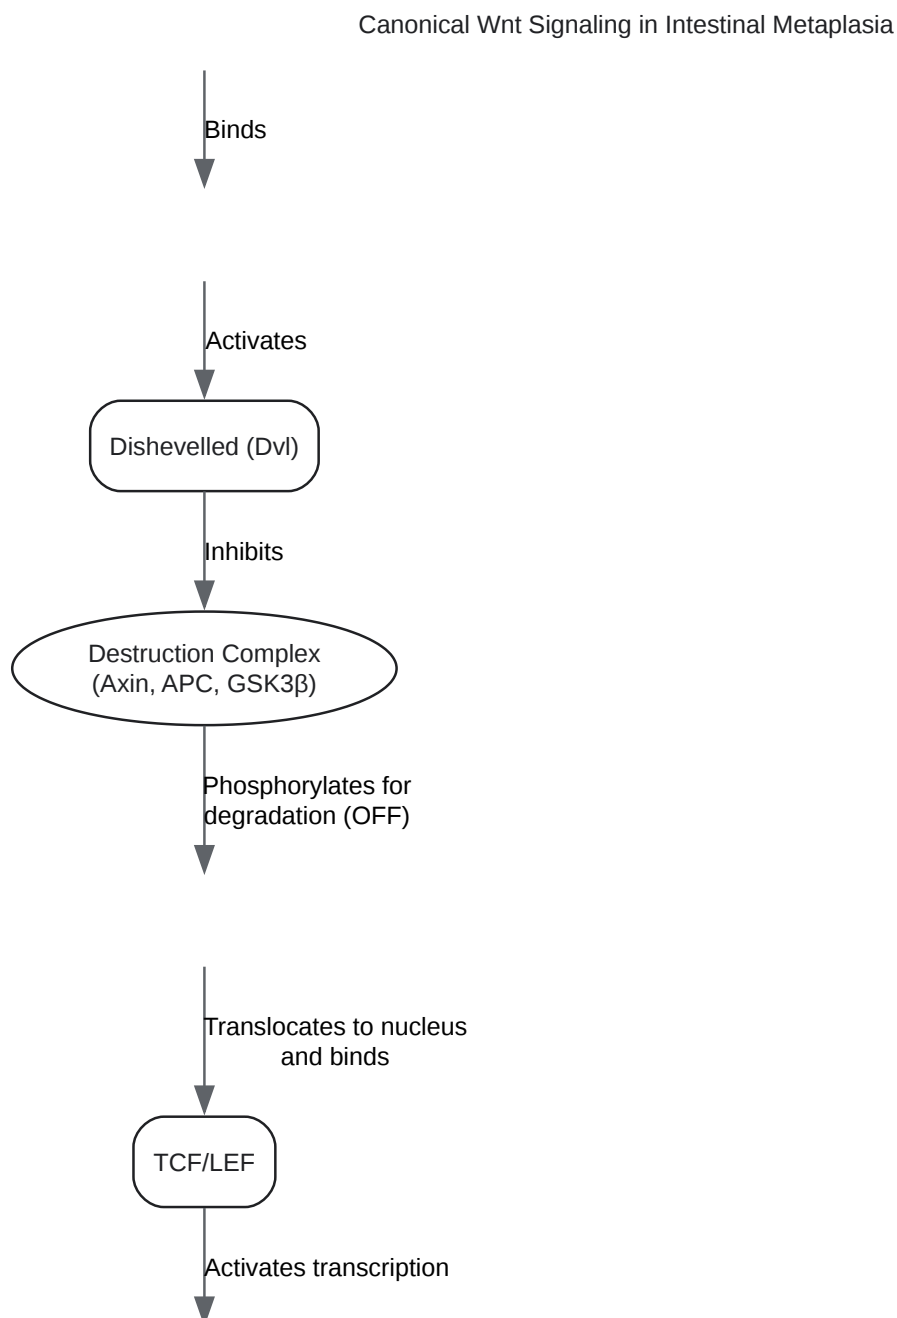 Canonical Wnt Signaling in Intestinal Metaplasia
Binds
Activates
Dishevelled (Dvl)
Inhibits
Destruction Complex
(Axin, APC, GSK3β)
Phosphorylates for
degradation (OFF)
Translocates to nucleus
and binds
TCF/LEF
Activates transcription